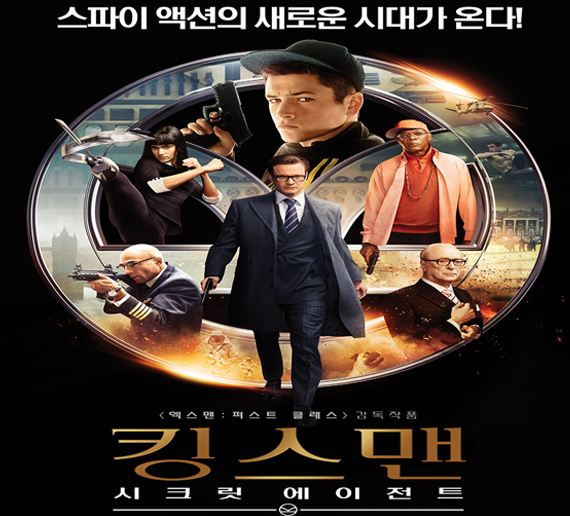 스파이 액션의 새로운 시대가 온다!
<엑스맨 : 퍼스트 클래스> 감독작품
킹스맨
시크릿 에이전트